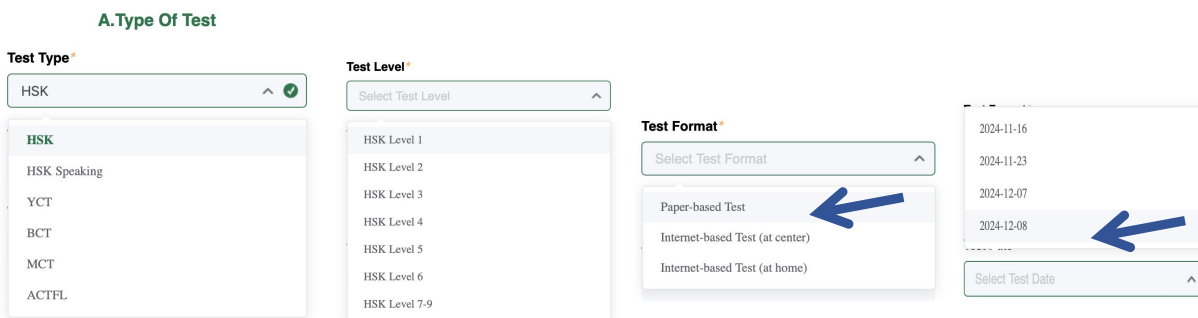 A.Type Of Test
Test Type*
HSK
HSK
HSK Speaking
YCT
BCT
MCT
ACTFL
Test Level*
Select Test Level
HSK Level 1
HSK Level 2
HSK Level 3
HSK Level 4
HSK Level 5
HSK Level 6
HSK Level 7-9
Test Format*
Select Test Format
Paper-based Test
Internet-based Test (at center)
Internet-based Test (at home)
2024-11-16
2024-11-23
2024-12-07
2024-12-08
Select Test Date